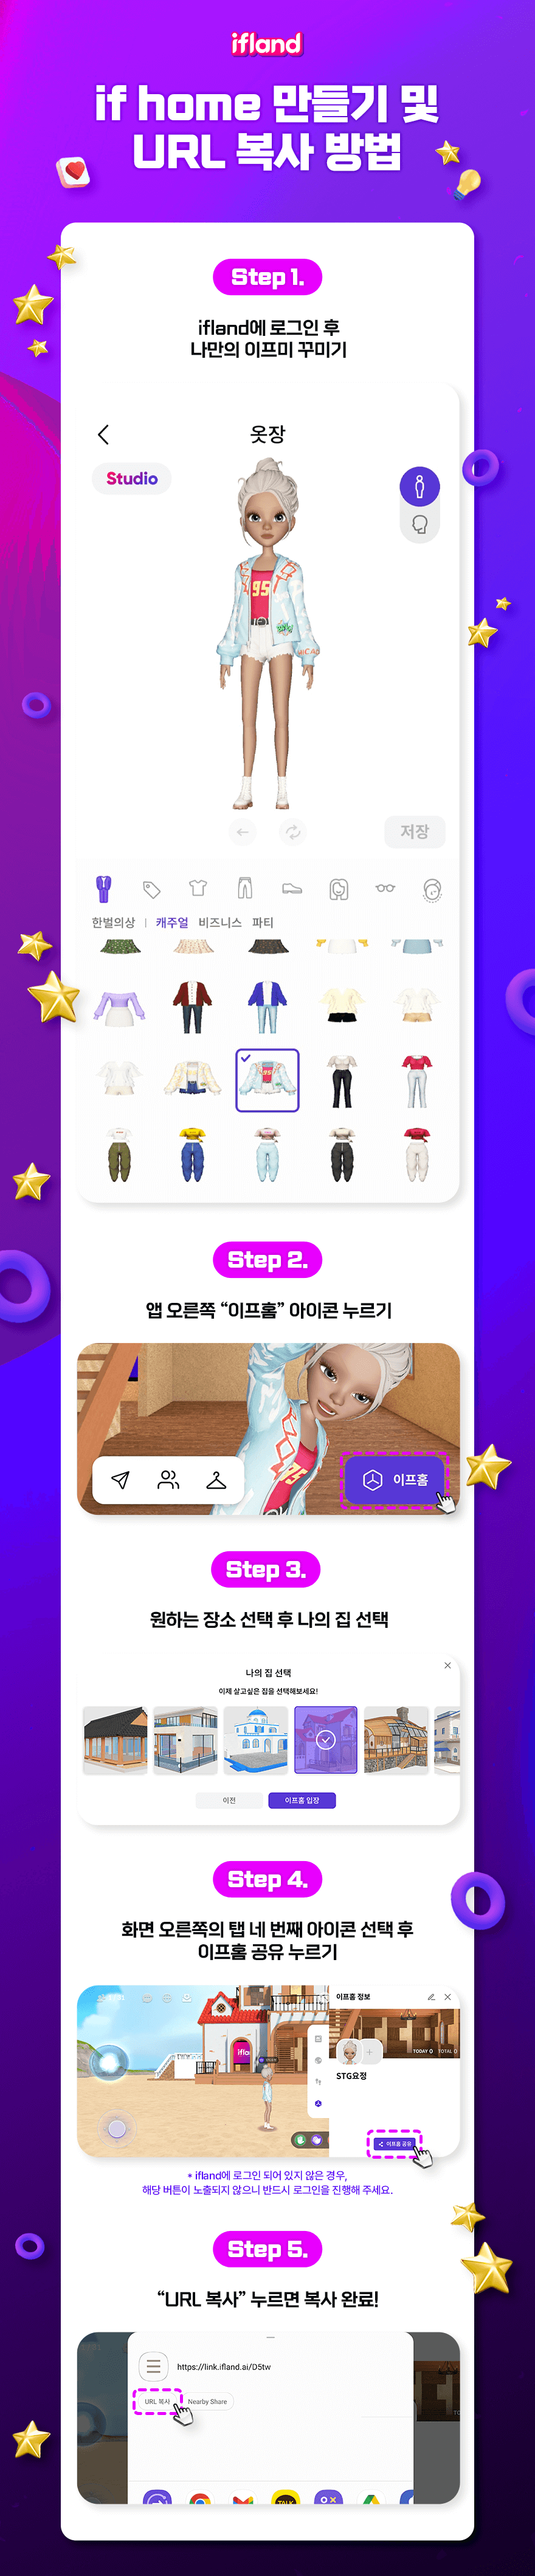 ifland
if home 만들기 및
URL 복사 방법
Step 1.
ifland에 로그인 후
나만의 이프미 꾸미기
옷장
Studio
95
저장
한벌의상 | 캐주얼 비즈니스 파티
Step 2.
앱 오른쪽 “이프홈” 아이콘 누르기
이프홈
Step 3.
원하는 장소 선택 후 나의 집 선택
나의 집 선택
이제 살고싶은 집을 선택해보세요!
이전
이프홈 입장
Step 4.
화면 오른쪽의 탭 네 번째 아이콘 선택 후
이프홈 공유 누르기
이프홈 정보
TODAY 0 TOTAL 0
STG요정
이프홈 공유
* ifland에 로그인 되어 있지 않은 경우,
해당 버튼이 노출되지 않으니 반드시 로그인을 진행해 주세요.
Step 5.
“URL 복사” 누르면 복사 완료!
https://link.ifland.ai/D5tw
URL 복사
Nearby Share
TALK